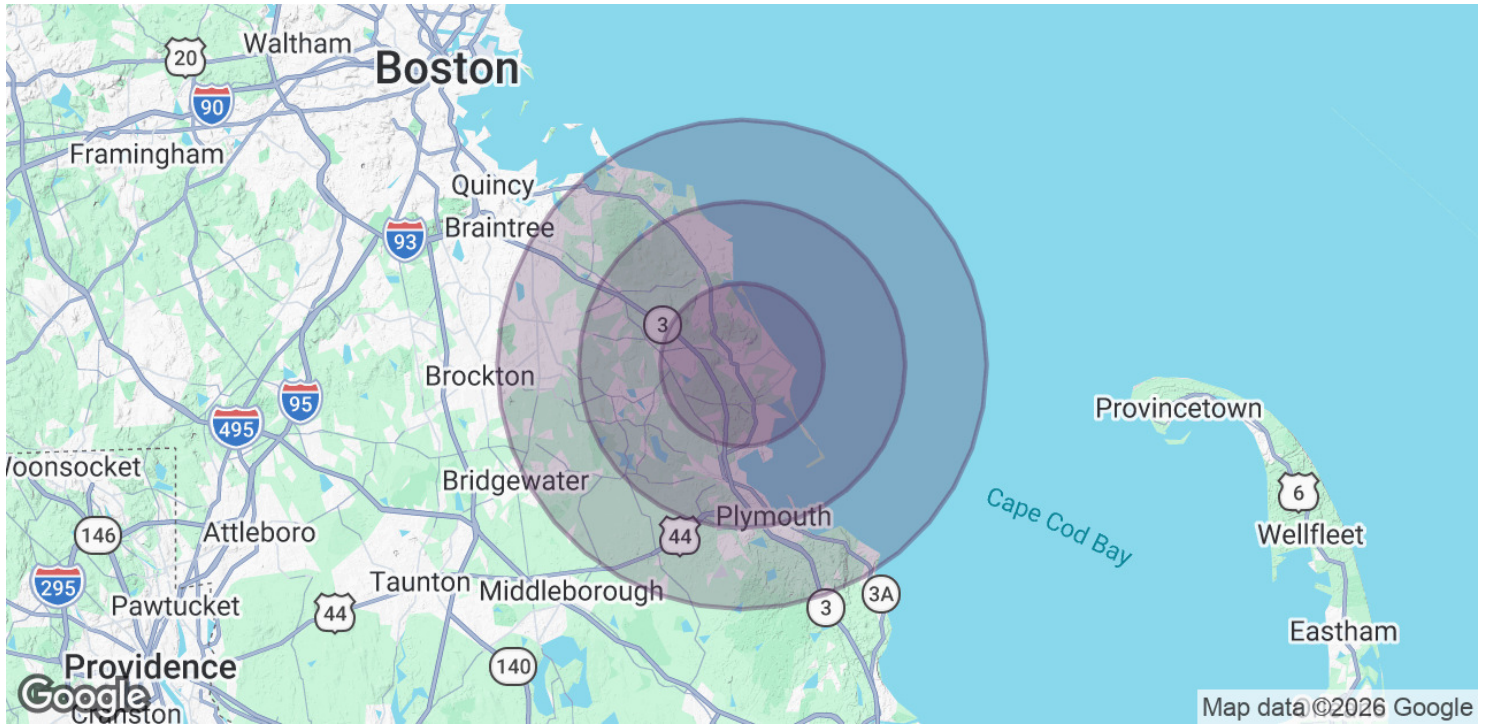 Waltham
20
Boston
90
Framingham
Quincy
93
Braintree
3
Brockton
95
495
Provincetown
Woonsocket
Bridgewater
6
146
Attleboro
44
Plymouth
Cape Cod Bay
Wellfleet
295
Taunton
Middleborough
3A
Pawtucket
44
3
Eastham
Providence
140
Google
Cranston
Map data ©2026 Google